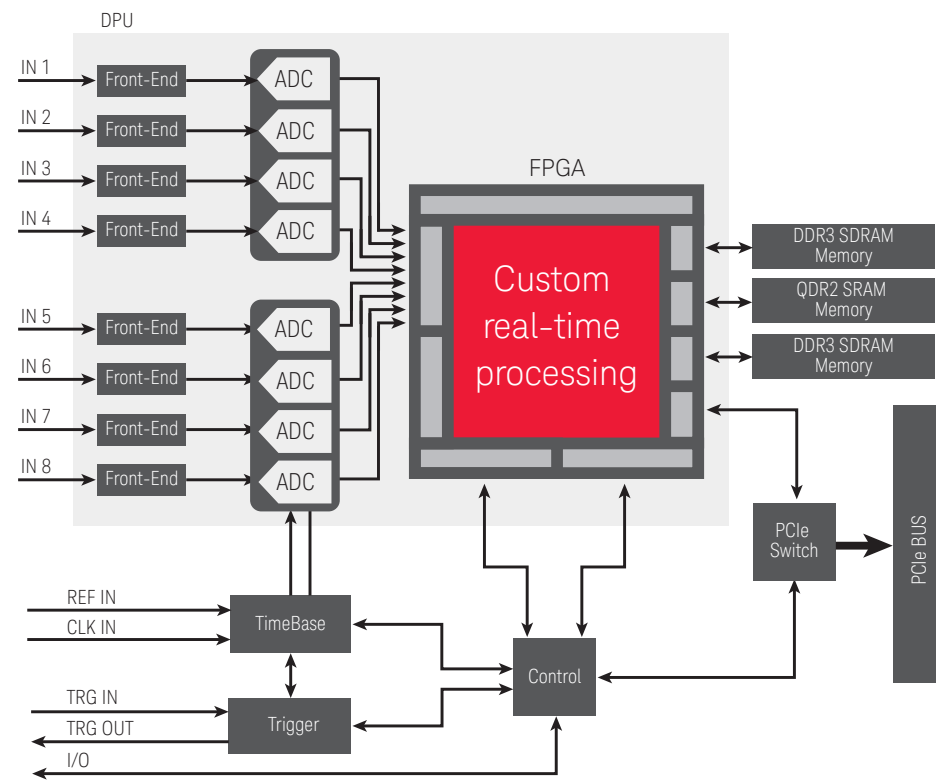 DPU
IN 1
Front-End
ADC
IN 2
Front-End
ADC
IN 3
Front-End
ADC
IN 4
Front-End
ADC
IN 5
Front-End
ADC
IN 6
Front-End
ADC
IN 7
Front-End
ADC
IN 8
Front-End
ADC
FPGA
Custom
real-time
processing
DDR3 SDRAM
Memory
QDR2 SRAM
Memory
DDR3 SDRAM
Memory
PCIe
Switch
PCIe BUS
REF IN
CLK IN
TimeBase
Control
TRG IN
TRG OUT
Trigger
I/O